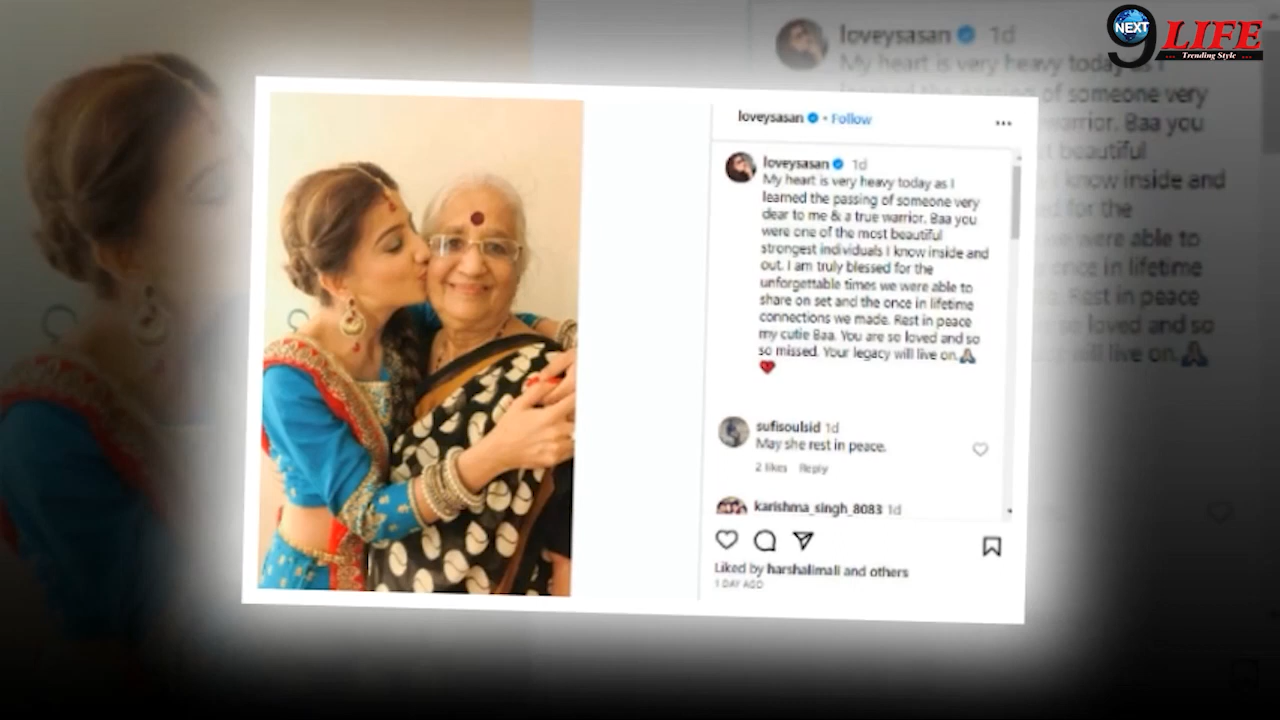 NEXT
9 LIFE
... Trending Style ...
loveysasan 1d
My heart is very heavy today as I
of someone very
warrior. Baa you
beautiful
know inside and
for the
were able to
once in lifetime
Rest in peace
so loved and so
will live on 🙏
loveysasan • Follow
loveysasan 1d
My heart is very heavy today as I
learned the passing of someone very
dear to me & a true warrior. Baa you
were one of the most beautiful
strongest individuals I know inside and
out. I am truly blessed for the
unforgettable times we were able to
share on set and the once in lifetime
connections we made. Rest in peace
my cutie Baa. You are so loved and so
so missed. Your legacy will live on 🙏
❤️
sufisoulsid 1d
May she rest in peace.
2 likes Reply
karishma_singh_8083 1d
Liked by harshalimali and others
1 DAY AGO